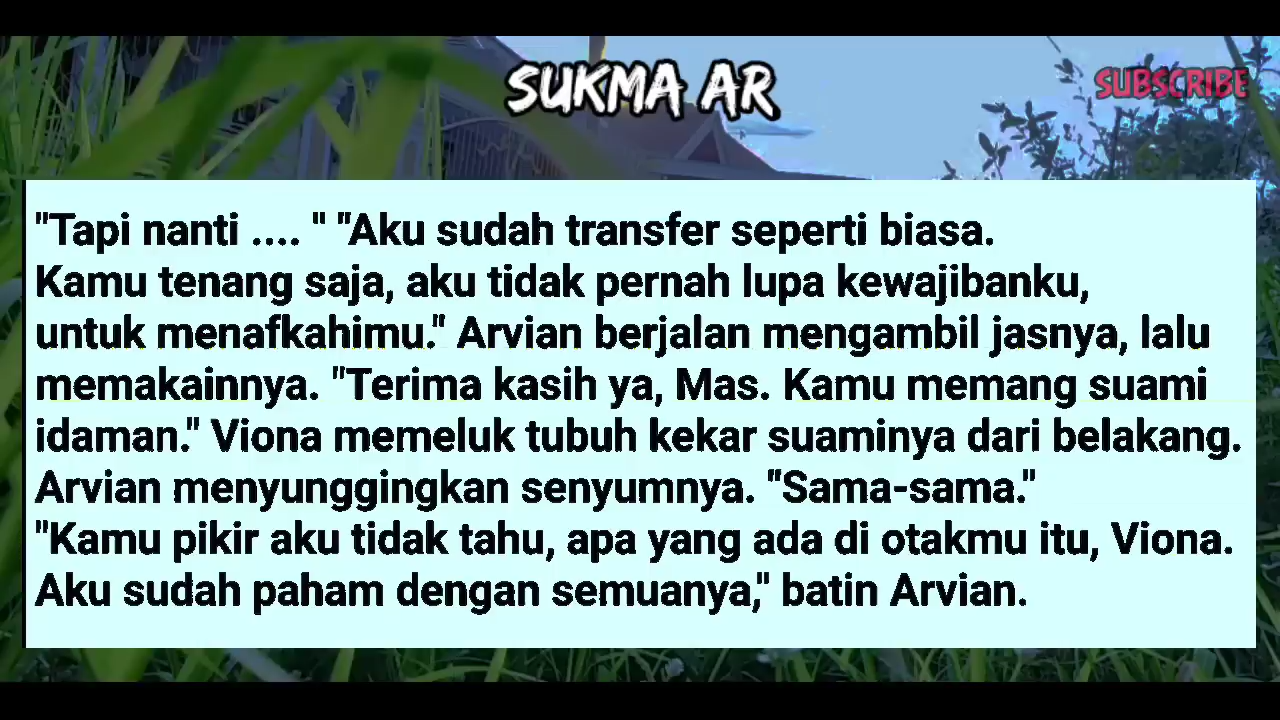 SUKMA AR
SUBSCRIBE
"Tapi nanti .... " "Aku sudah transfer seperti biasa.
Kamu tenang saja, aku tidak pernah lupa kewajibanku,
untuk menafkahimu." Arvian berjalan mengambil jasnya, lalu
memakainnya. "Terima kasih ya, Mas. Kamu memang suami
idaman." Viona memeluk tubuh kekar suaminya dari belakang.
Arvian menyunggingkan senyumnya. "Sama-sama."
"Kamu pikir aku tidak tahu, apa yang ada di otakmu itu, Viona.
Aku sudah paham dengan semuanya," batin Arvian.